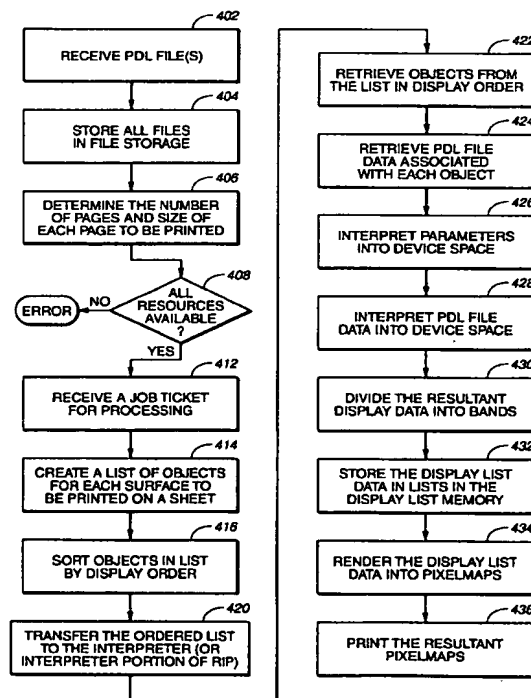 402
RECEIVE PDL FILE(S)
404
STORE ALL FILES
IN FILE STORAGE
406
DETERMINE THE NUMBER
OF PAGES AND SIZE OF
EACH PAGE TO BE PRINTED
408
ALL
RESOURCES
AVAILABLE
?
NO
ERROR
YES
412
RECEIVE A JOB TICKET
FOR PROCESSING
414
CREATE A LIST OF OBJECTS
FOR EACH SURFACE TO
BE PRINTED ON A SHEET
416
SORT OBJECTS IN LIST
BY DISPLAY ORDER
420
TRANSFER THE ORDERED LIST
TO THE INTERPRETER (OR
INTERPRETER PORTION OF RIP)
422
RETRIEVE OBJECTS FROM
THE LIST IN DISPLAY ORDER
424
RETRIEVE PDL FILE
DATA ASSOCIATED
WITH EACH OBJECT
426
INTERPRET PARAMETERS
INTO DEVICE SPACE
428
INTERPRET PDL FILE
DATA INTO DEVICE SPACE
430
DIVIDE THE RESULTANT
DISPLAY DATA INTO BANDS
432
STORE THE DISPLAY LIST
DATA IN LISTS IN THE
DISPLAY LIST MEMORY
434
RENDER THE DISPLAY LIST
DATA INTO PIXELMAPS
436
PRINT THE RESULTANT
PIXELMAPS